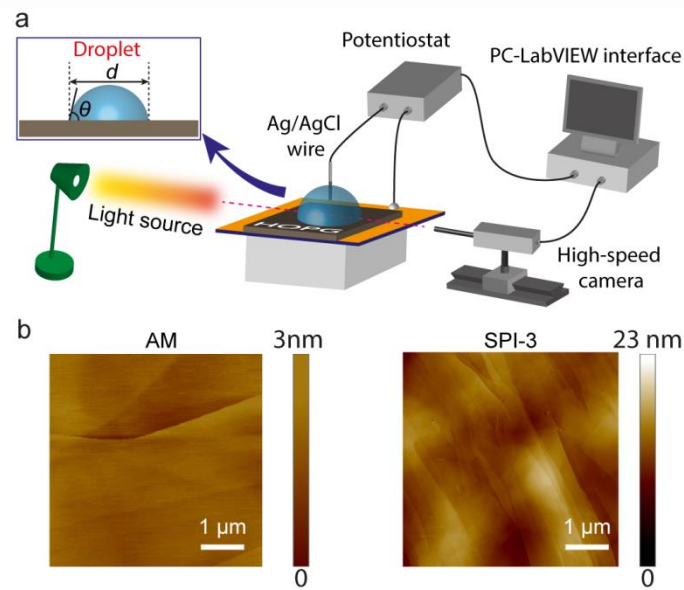 a
Droplet
d
θ
Potentiostat
PC-LabVIEW interface
Ag/AgCl
wire
Light source
HOPG
High-speed
camera
b
AM
3nm
SPI-3
23 nm
1 μm
0
1 μm
0